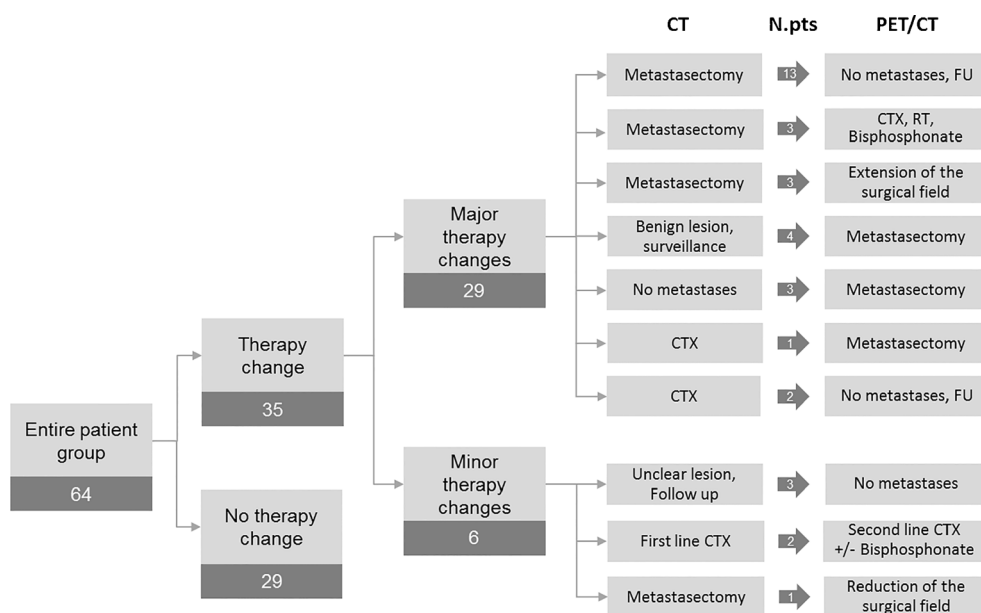 CT N.pts PET/CT
Metastasectomy 13 No metastases, FU
Metastasectomy 3 CTX, RT,
Bisphosphonate
Metastasectomy 3 Extension of the
surgical field
Major
therapy
changes
29
Benign lesion,
surveillance
4
Metastasectomy
No metastases 3 Metastasectomy
CTX 1 Metastasectomy
CTX 2 No metastases, FU
Therapy
change
35
Entire patient
group
64
No therapy
change
29
Minor
therapy
changes
6
Unclear lesion,
Follow up
3
No metastases
First line CTX 2 Second line CTX
+/- Bisphosphonate
Metastasectomy 1 Reduction of the
surgical field